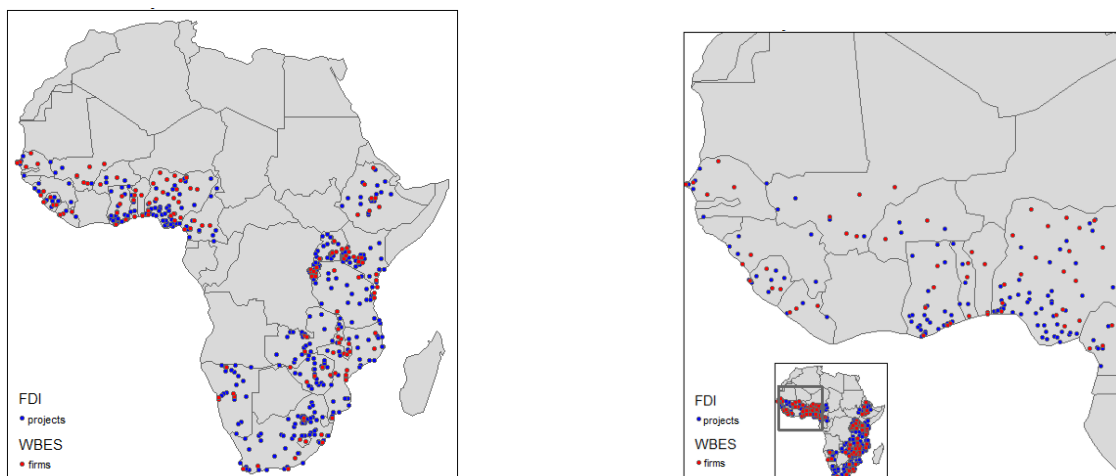 FDI
projects
WBES
firms
FDI
projects
WBES
firms